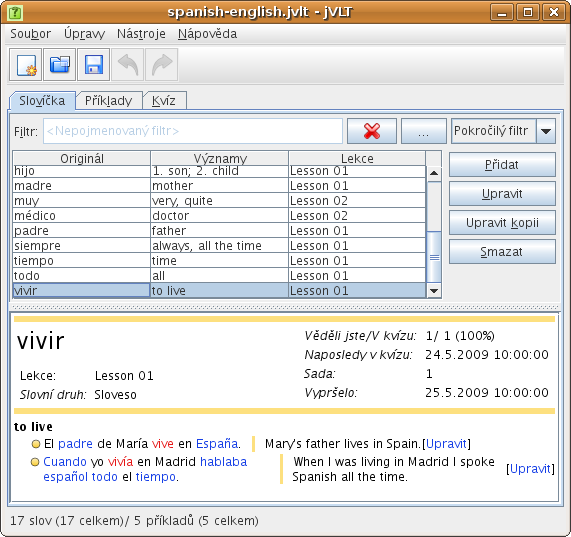 spanish-english.jvlt - jVLT
Soubor Úpravy Nástroje Nápověda
Slovíčka Příklady Kvíz
Filtr: <Nepojmenovaný filtr> ... Pokročilý filtr
Originál Významy Lekce
hijo 1. son; 2. child Lesson 01
madre mother Lesson 01
muy very, quite Lesson 02
médico doctor Lesson 02
padre father Lesson 01
siempre always, all the time Lesson 01
tiempo time Lesson 01
todo all Lesson 01
vivir to live Lesson 01
Přidat
Upravit
Upravit Kopii
Smazat
vivir
Lekce: Lesson 01
Slovní druh: Sloveso
Věděli jste/V kvízu: 1/ 1 (100%)
Naposledy v kvízu: 24.5.2009 10:00:00
Sada: 1
Vypršelo: 25.5.2009 10:00:00
to live
El padre de María vive en España. Mary's father lives in Spain.[Upravit]
Cuando yo vivía en Madrid hablaba
español todo el tiempo.
When I was living in Madrid I spoke
Spanish all the time.
[Upravit]
17 slov (17 celkem)/ 5 příkladů (5 celkem)